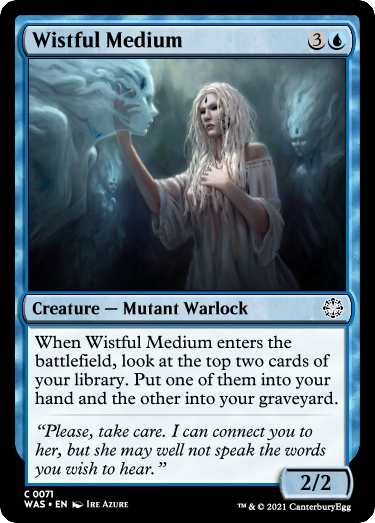 Wistful Medium 3
Creature — Mutant Warlock
When Wistful Medium enters the
battlefield, look at the top two cards of
your library. Put one of them into your
hand and the other into your graveyard.
“Please, take care. I can connect you to
her, but she may well not speak the words
you wish to hear.”
2/2
C 0071
WAS • EN Ire Azure
™ & © 2021 CanterburyEgg